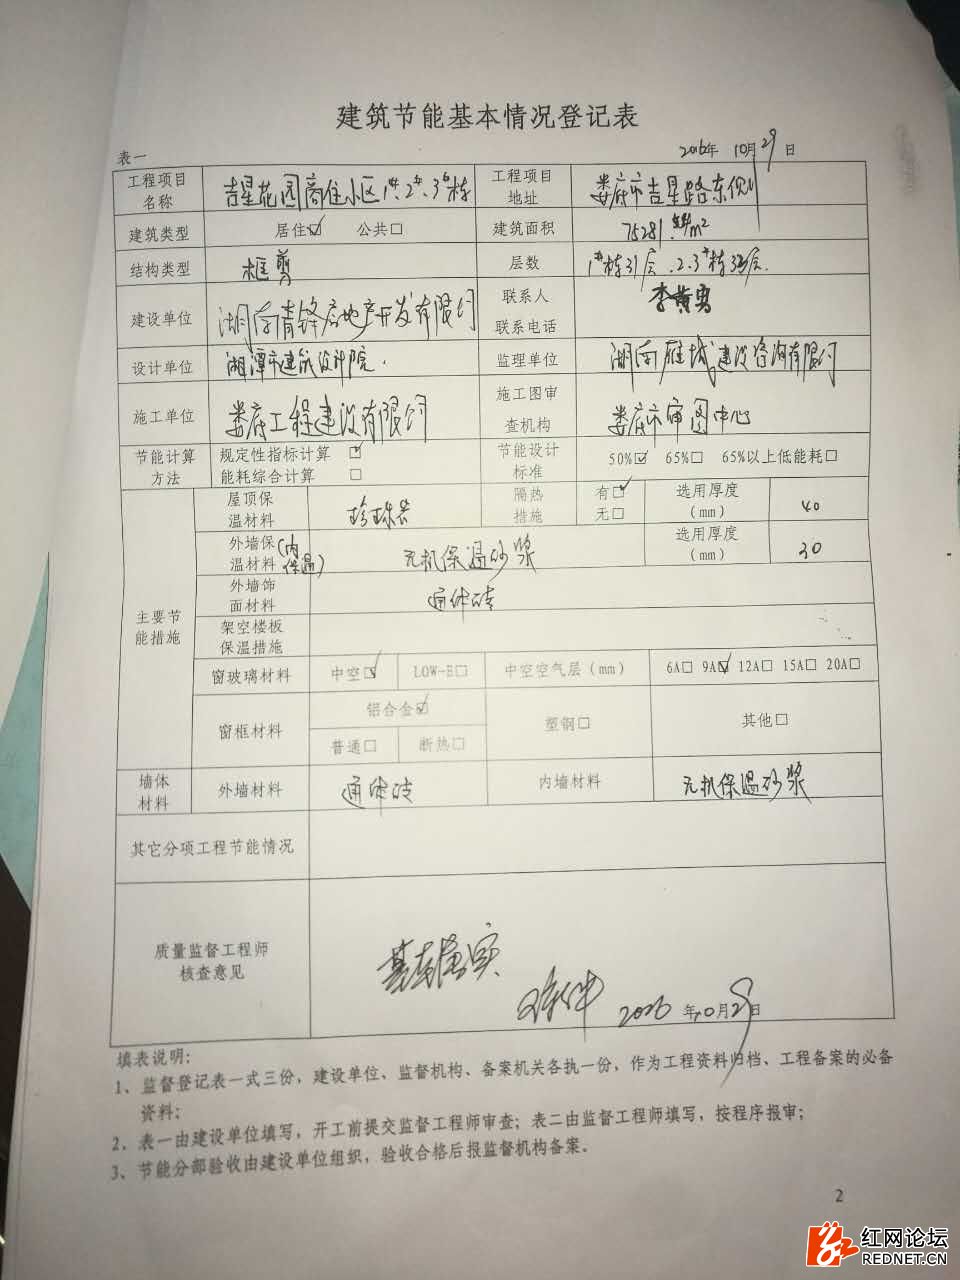 建筑节能基本情况登记表
表一
2016年 10月29日
工程项目名称 吉星花园商住小区1#、2#、3#栋 工程项目地址 娄底市吉星路东侧
建筑类型 居住☑ 公共□ 建筑面积 75281 m²
结构类型 框剪 层数 1#栋31层.2.3#栋33层.
建设单位 湖南青锋房地产开发有限公司 联系人 李黄勇
联系电话
设计单位 湘潭市建筑设计院. 监理单位 湖南雁城建设咨询有限公司
施工单位 娄底工程建设有限公司 施工图审查机构 娄底市审图中心
节能计算方法 规定性指标计算 ☑ 节能设计标准 50%☑ 65%□ 65%以上低能耗□
能耗综合计算 □
主要节能措施
屋顶保温材料 珍珠岩 隔热措施 有☑ 无□ 选用厚度(mm) 40
外墙保温材料 (内保温) 无机保温砂浆 选用厚度(mm) 30
外墙饰面材料 通体砖
架空楼板保温措施
窗玻璃材料 中空☑ LOW-E□ 中空空气层(mm) 6A□ 9A☑ 12A□ 15A□ 20A□
窗框材料 铝合金☑ 塑钢□ 其他□
普通□ 断热□
墙体材料 外墙材料 通体砖 内墙材料 无机保温砂浆
其它分项工程节能情况
质量监督工程师核查意见 基本属实
2016 年10月29日
填表说明:
1、监督登记表一式三份，建设单位、监督机构、备案机关各执一份，作为工程资料归档、工程备案的必备
资料;
2、表一由建设单位填写，开工前提交监督工程师审查；表二由监督工程师填写，按程序报审；
3、节能分部验收由建设单位组织，验收合格后报监督机构备案。
2
红网论坛
REDNET.CN